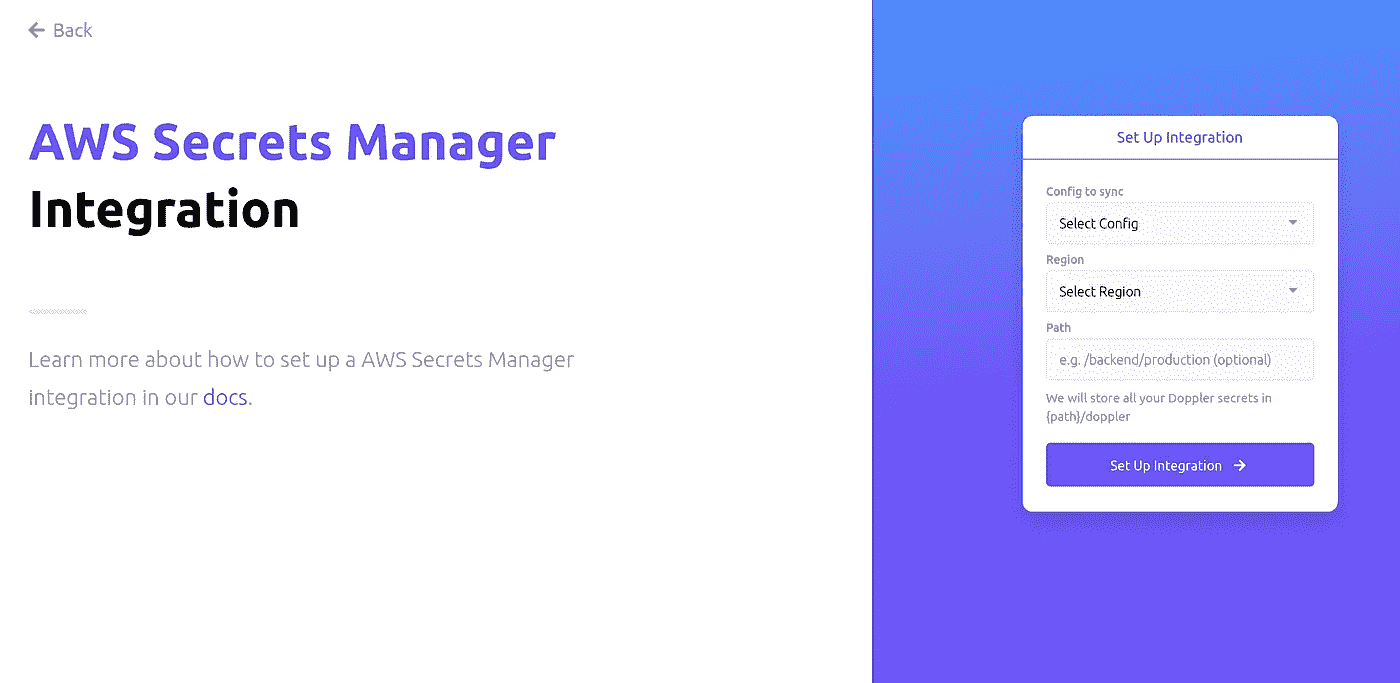 Back
AWS Secrets Manager
Integration
Learn more about how to set up a AWS Secrets Manager
integration in our docs.
Set Up Integration
Config to sync
Select Config
Region
Select Region
Path
e.g. /backend/production (optional)
We will store all your Doppler secrets in
{path}/doppler
Set Up Integration